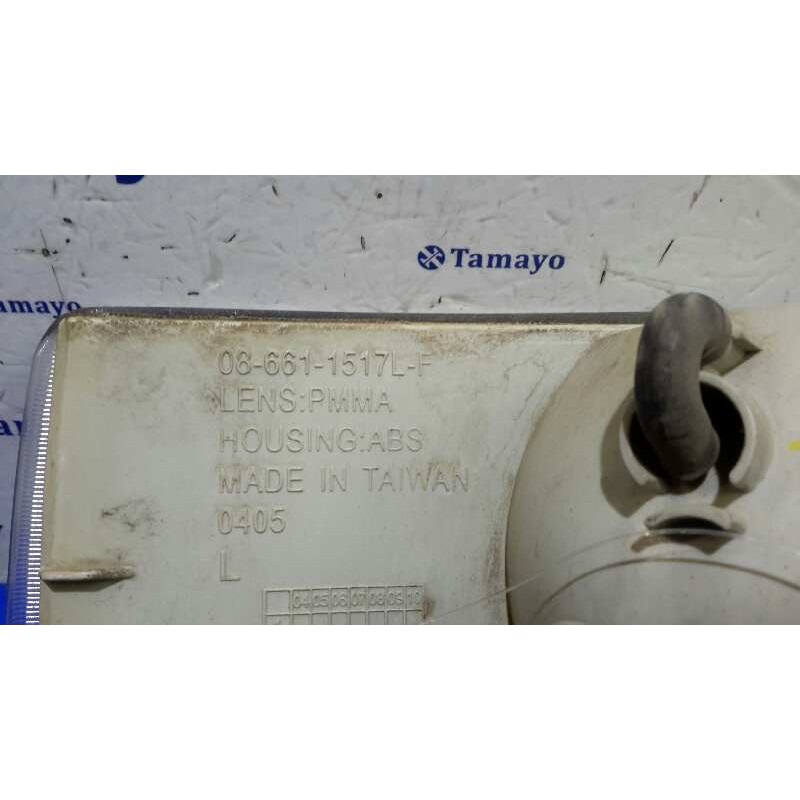 Tamayo
Tamayo
08-661-1517L-F
LENS:PMMA
HOUSING:ABS
MADE IN TAIWAN
0405
L
04 05 06 07 08 09 10